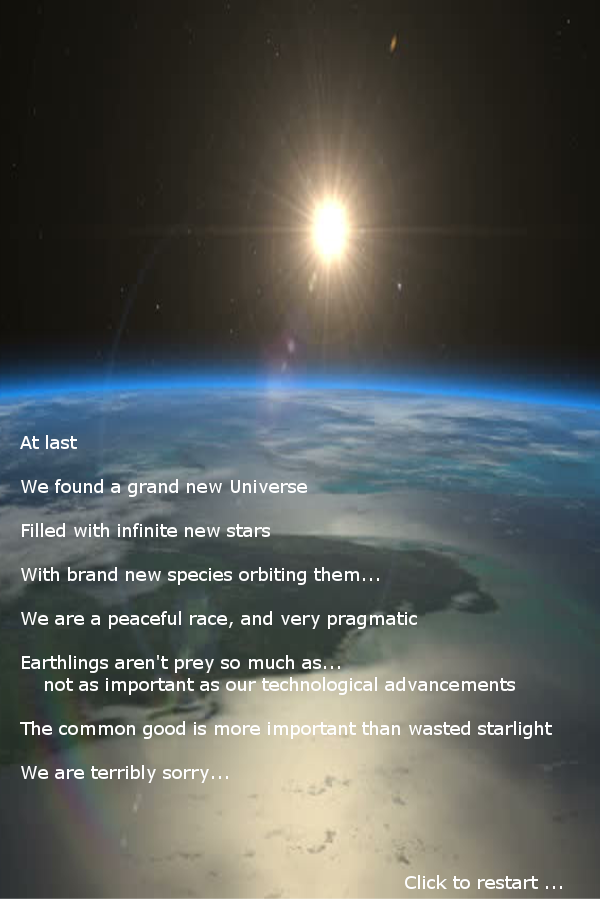 At last
We found a grand new Universe
Filled with infinite new stars
With brand new species orbiting them...
We are a peaceful race, and very pragmatic
Earthlings aren't prey so much as...
not as important as our technological advancements
The common good is more important than wasted starlight
We are terribly sorry...
Click to restart ...